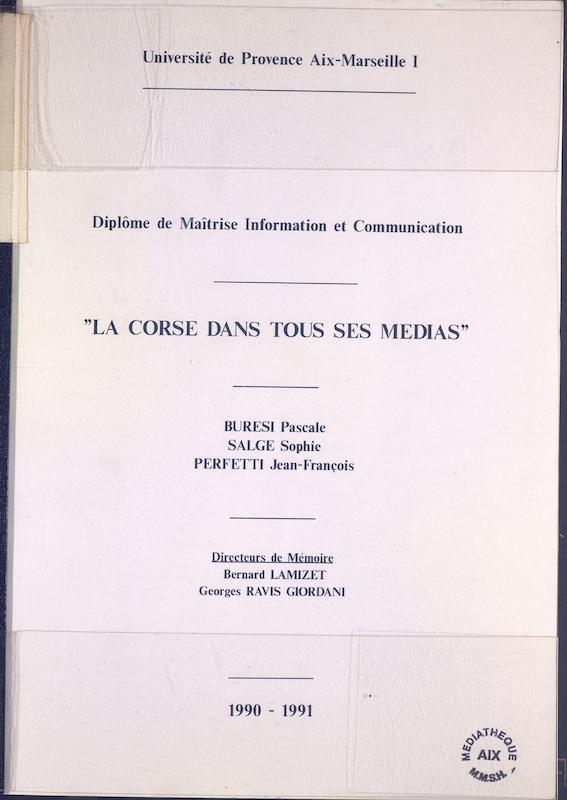 Université de Provence Aix-Marseille I
Diplôme de Maîtrise Information et Communication
"LA CORSE DANS TOUS SES MEDIAS"
BURESI Pascale
SALGE Sophie
PERFETTI Jean-François
Directeurs de Mémoire
Bernard LAMIZET
Georges RAVIS GIORDANI
1990 - 1991
MEDIATHEQUE
AIX
M.M.S.H.